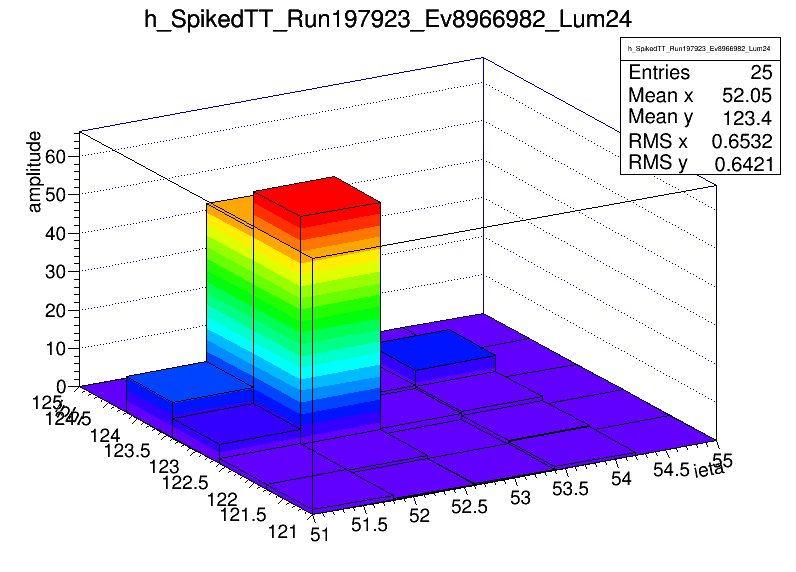 h_SpikedTT_Run197923_Ev8966982_Lum24
h_SpikedTT_Run197923_Ev8966982_Lum24
Entries 25
Mean x 52.05
Mean y 123.4
RMS x 0.6532
RMS y 0.6421
amplitude
60
50
40
30
20
10
0
125
124.5
124
123.5
123
122.5
122
121.5
121
51
51.5
52
52.5
53
53.5
54
54.5
55
ieta